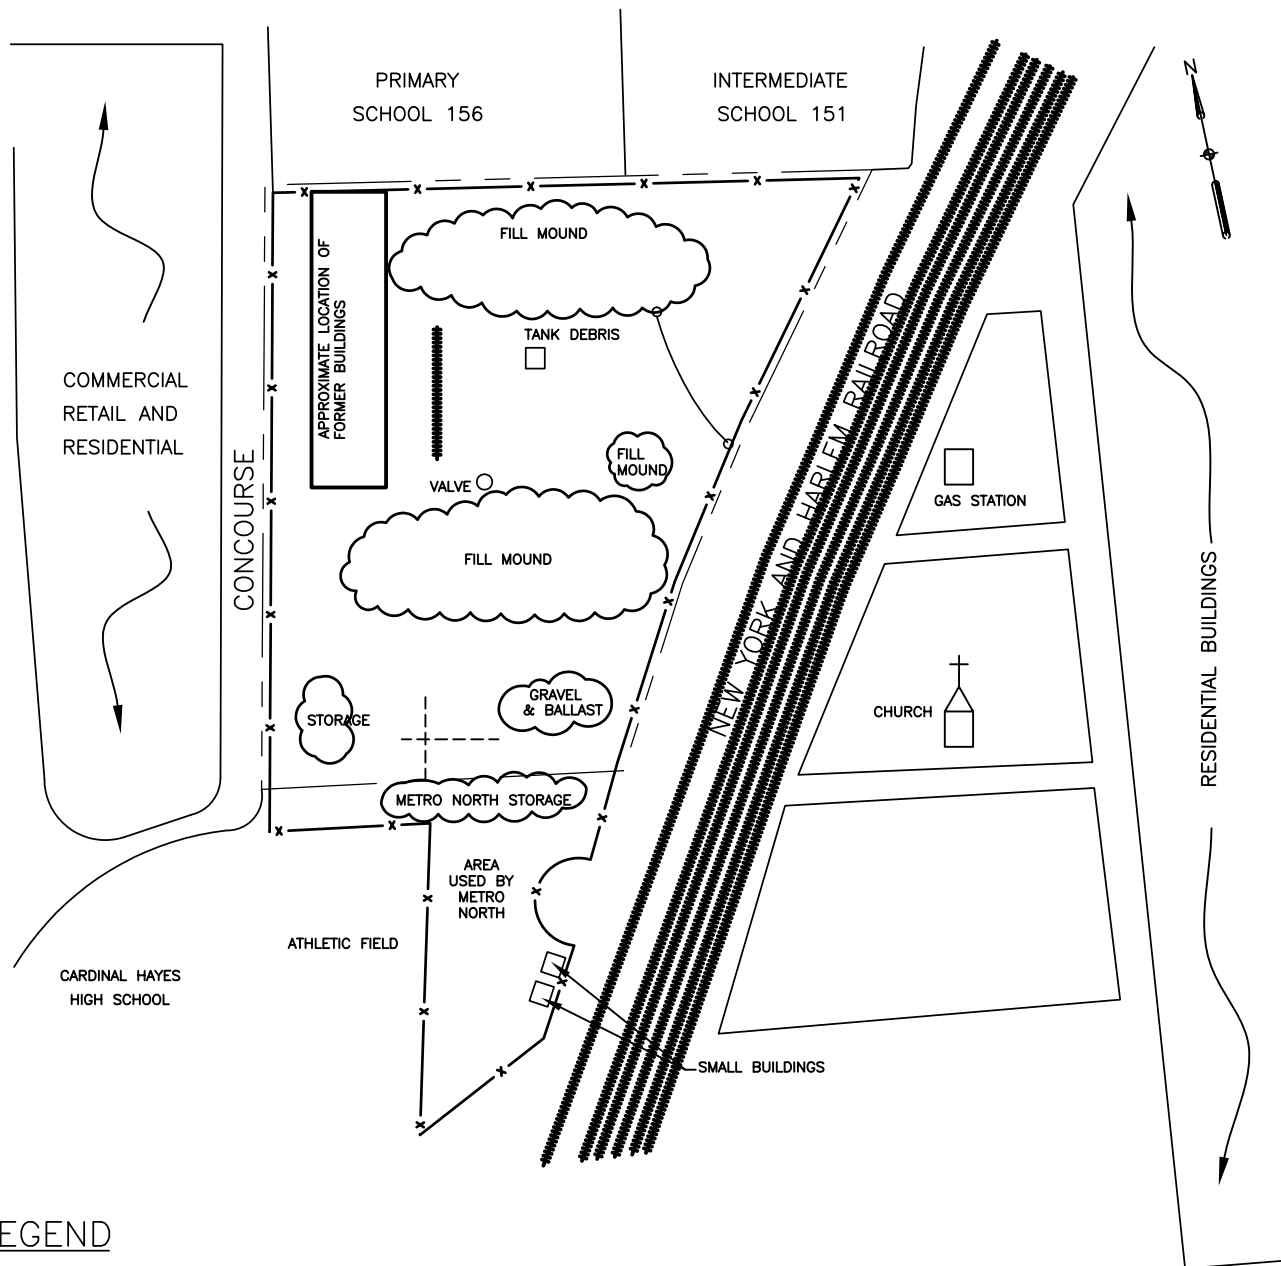 PRIMARY
SCHOOL 156
INTERMEDIATE
SCHOOL 151
N
FILL MOUND
APPROXIMATE LOCATION OF
FORMER BUILDINGS
TANK DEBRIS
COMMERCIAL
RETAIL AND
RESIDENTIAL
CONCOURSE
FILL
MOUND
VALVE
FILL MOUND
NEW YORK AND HARLEM RAILROAD
GAS STATION
RESIDENTIAL BUILDINGS
STORAGE
GRAVEL
& BALLAST
CHURCH
METRO NORTH STORAGE
AREA
USED BY
METRO
NORTH
ATHLETIC FIELD
CARDINAL HAYES
HIGH SCHOOL
SMALL BUILDINGS
EGEND